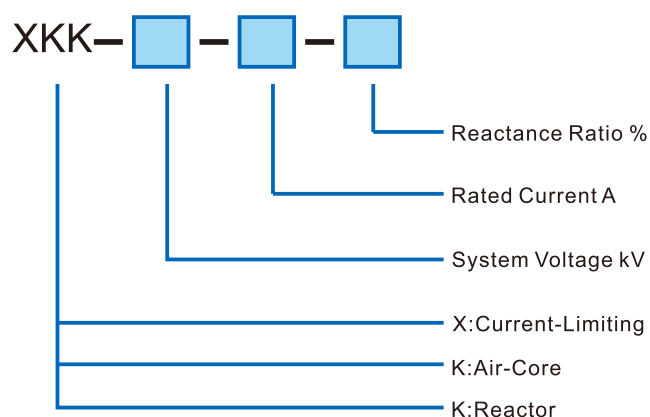 XKK–□–□–□
Reactance Ratio %
Rated Current A
System Voltage kV
X:Current-Limiting
K:Air-Core
K:Reactor